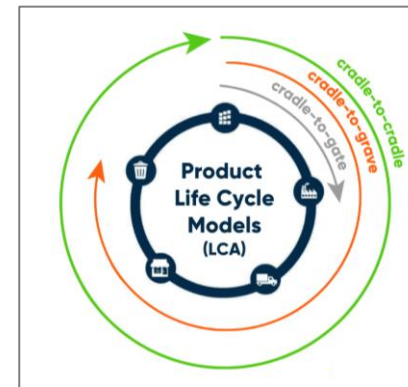 cradle-to-cradle
cradle-to-grave
cradle-to-gate
Product
Life Cycle
Models
(LCA)